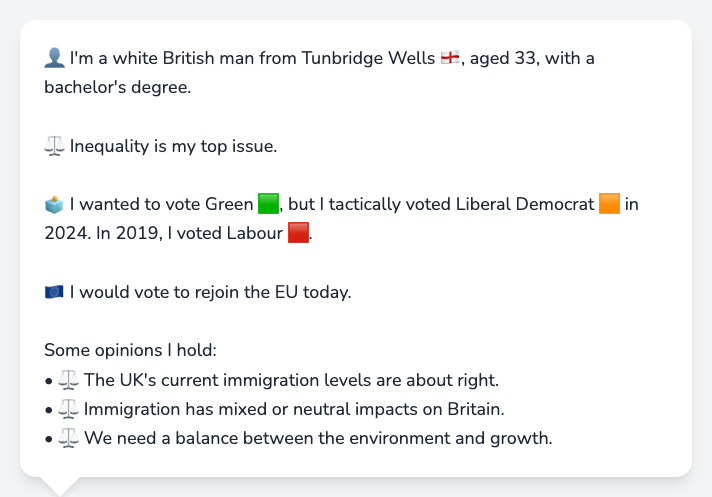 👤 I'm a white British man from Tunbridge Wells 🏴󠁧󠁢󠁥󠁮󠁧󠁿, aged 33, with a
bachelor's degree.
⚖️ Inequality is my top issue.
🗳️ I wanted to vote Green 🟩, but I tactically voted Liberal Democrat 🟧 in
2024. In 2019, I voted Labour 🟥.
🇪🇺 I would vote to rejoin the EU today.
Some opinions I hold:
• ⚖️ The UK's current immigration levels are about right.
• ⚖️ Immigration has mixed or neutral impacts on Britain.
• ⚖️ We need a balance between the environment and growth.